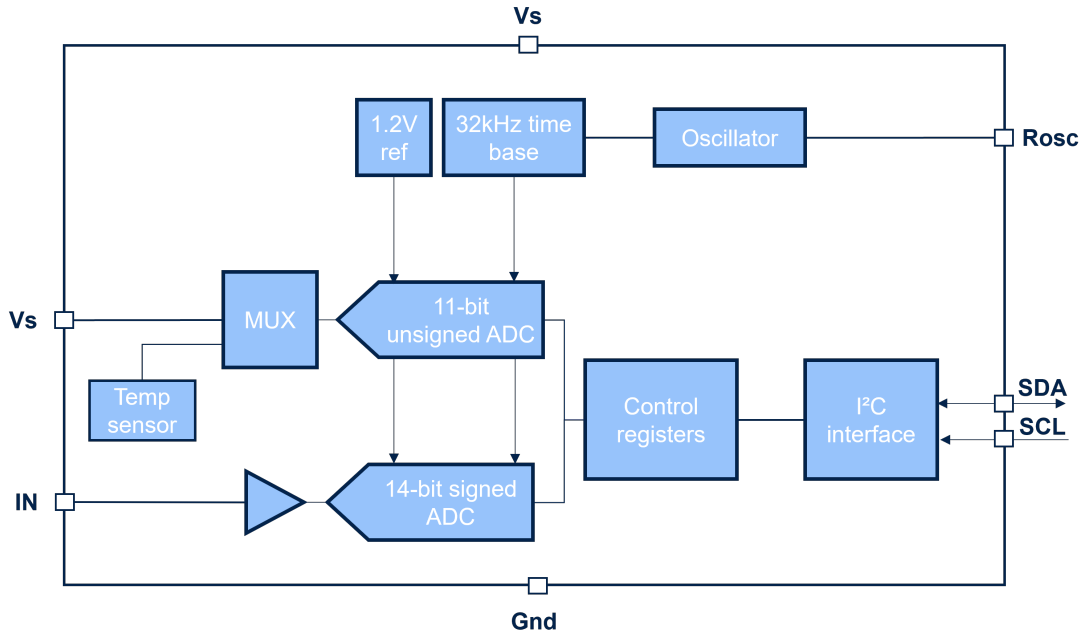 Vs
1.2V
ref
32kHz time
base
Oscillator
Rosc
Vs
MUX
11-bit
unsigned ADC
Temp
sensor
Control
registers
I²C
interface
SDA
SCL
IN
14-bit signed
ADC
Gnd